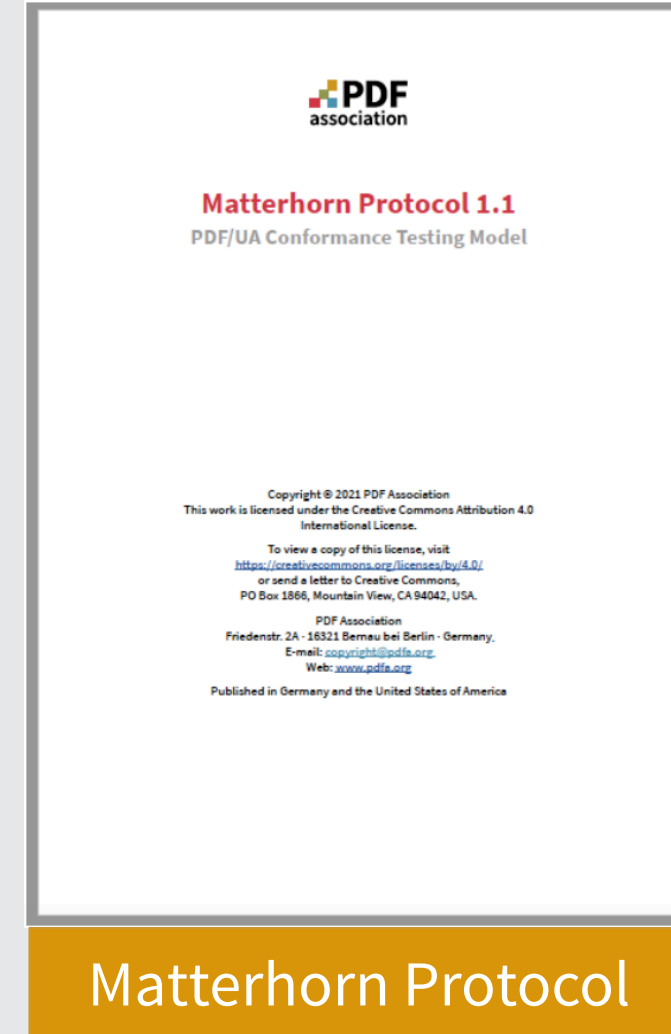 PDF
association
Matterhorn Protocol 1.1
PDF/UA Conformance Testing Model
Copyright © 2021 PDF Association
This work is licensed under the Creative Commons Attribution 4.0
International License.
To view a copy of this license, visit
https://creativecommons.org/licenses/by/4.0/
or send a letter to Creative Commons,
PO Box 1866, Mountain View, CA 94042, USA.
PDF Association
Friedenstr. 2A - 16321 Bernau bei Berlin - Germany.
E-mail: copyright@pdfa.org
Web: www.pdfa.org
Published in Germany and the United States of America
Matterhorn Protocol